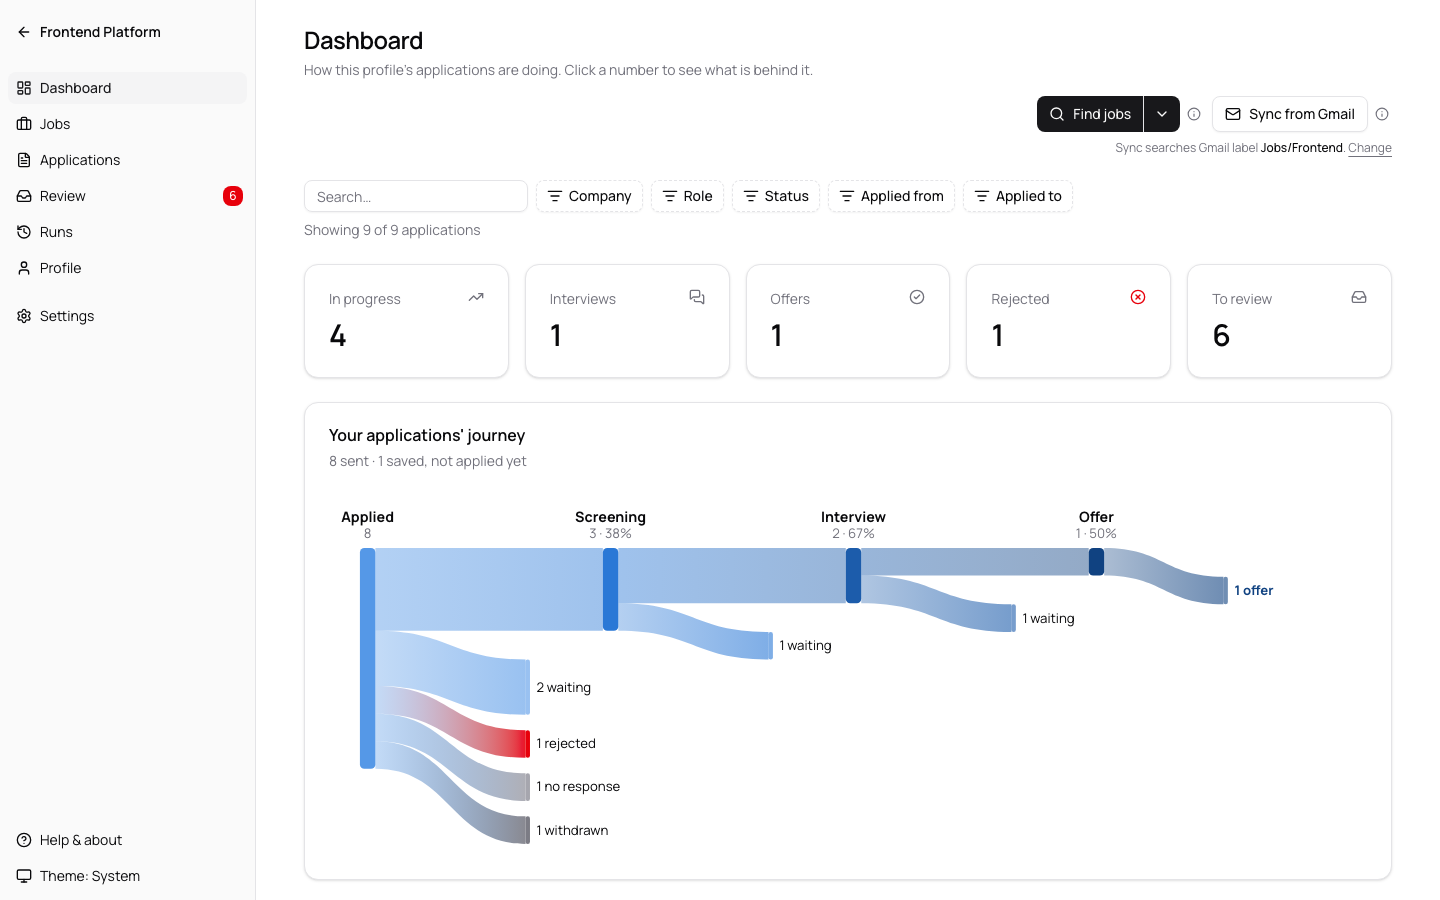 Frontend Platform
Dashboard
Jobs
Applications
Review 6
Runs
Profile
Settings
Help & about
Theme: System
Dashboard
How this profile's applications are doing. Click a number to see what is behind it.
Find jobs
Sync from Gmail
Sync searches Gmail label Jobs/Frontend. Change
Search...
Company
Role
Status
Applied from
Applied to
Showing 9 of 9 applications
In progress
4
Interviews
1
Offers
1
Rejected
1
To review
6
Your applications' journey
8 sent · 1 saved, not applied yet
Applied
8
Screening
3 · 38%
Interview
2 · 67%
Offer
1 · 50%
1 offer
1 waiting
1 waiting
2 waiting
1 rejected
1 no response
1 withdrawn